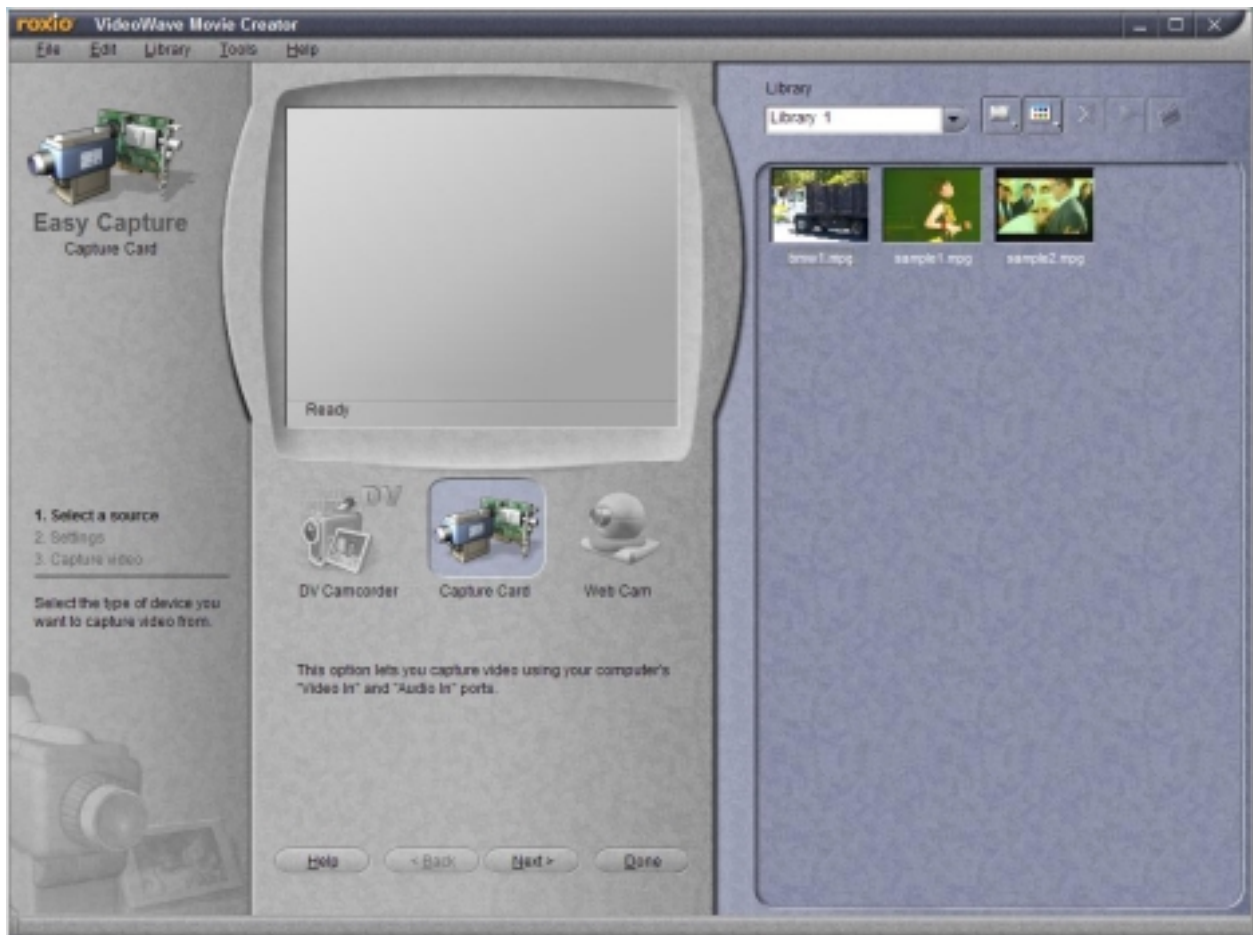 roxio VideoWave Movie Creator
File Edit Library Tools Help
Easy Capture
Capture Card
1. Select a source
2. Settings
3. Capture video
Select the type of device you
want to capture video from.
Ready
DV
DV Camcorder
Capture Card
Web Cam
This option lets you capture video using your computer's
"Video In" and "Audio In" ports.
Help
< Back
Next >
Done
Library
Library 1
bmw1.mpg
sample1.mpg
sample2.mpg